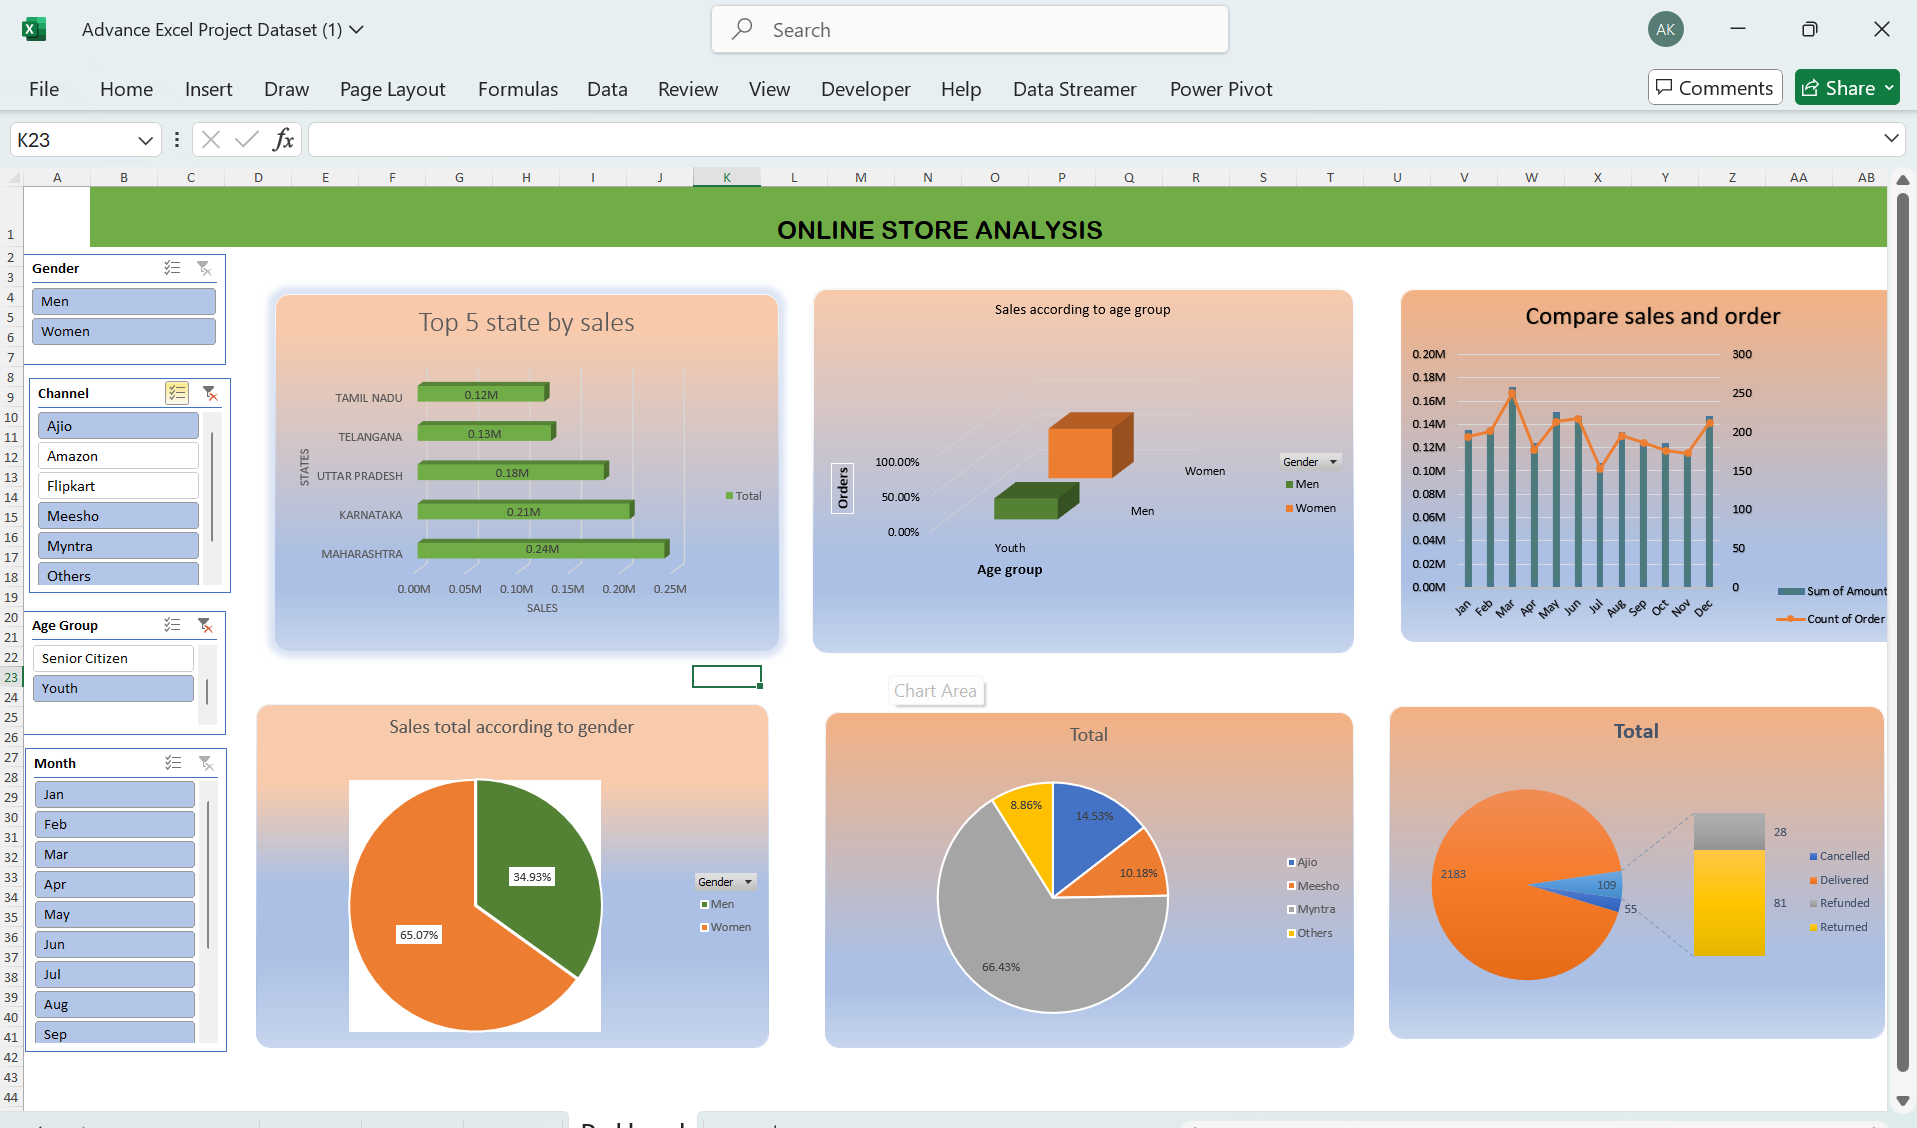 Advance Excel Project Dataset (1)
Search
AK
File Home Insert Draw Page Layout Formulas Data Review View Developer Help Data Streamer Power Pivot
Comments
Share
K23
fx
A B C D E F G H I J K L M N O P Q R S T U V W X Y Z AA AB
1
2
3
4
5
6
7
8
9
10
11
12
13
14
15
16
17
18
19
20
21
22
23
24
25
26
27
28
29
30
31
32
33
34
35
36
37
38
39
40
41
42
43
44
ONLINE STORE ANALYSIS
Gender
Men
Women
Channel
Ajio
Amazon
Flipkart
Meesho
Myntra
Others
Age Group
Senior Citizen
Youth
Month
Jan
Feb
Mar
Apr
May
Jun
Jul
Aug
Sep
Top 5 state by sales
STATES
TAMIL NADU 0.12M
TELANGANA 0.13M
UTTAR PRADESH 0.18M
KARNATAKA 0.21M
MAHARASHTRA 0.24M
0.00M 0.05M 0.10M 0.15M 0.20M 0.25M
SALES
Total
Sales according to age group
Orders
100.00%
50.00%
0.00%
Women
Men
Youth
Age group
Gender
Men
Women
Compare sales and order
0.20M
0.18M
0.16M
0.14M
0.12M
0.10M
0.08M
0.06M
0.04M
0.02M
0.00M
300
250
200
150
100
50
0
Jan Feb Mar Apr May Jun Jul Aug Sep Oct Nov Dec
Sum of Amount
Count of Order
Chart Area
Sales total according to gender
34.93%
65.07%
Gender
Men
Women
Total
8.86%
14.53%
10.18%
66.43%
Ajio
Meesho
Myntra
Others
Total
2183
109
55
28
81
Cancelled
Delivered
Refunded
Returned